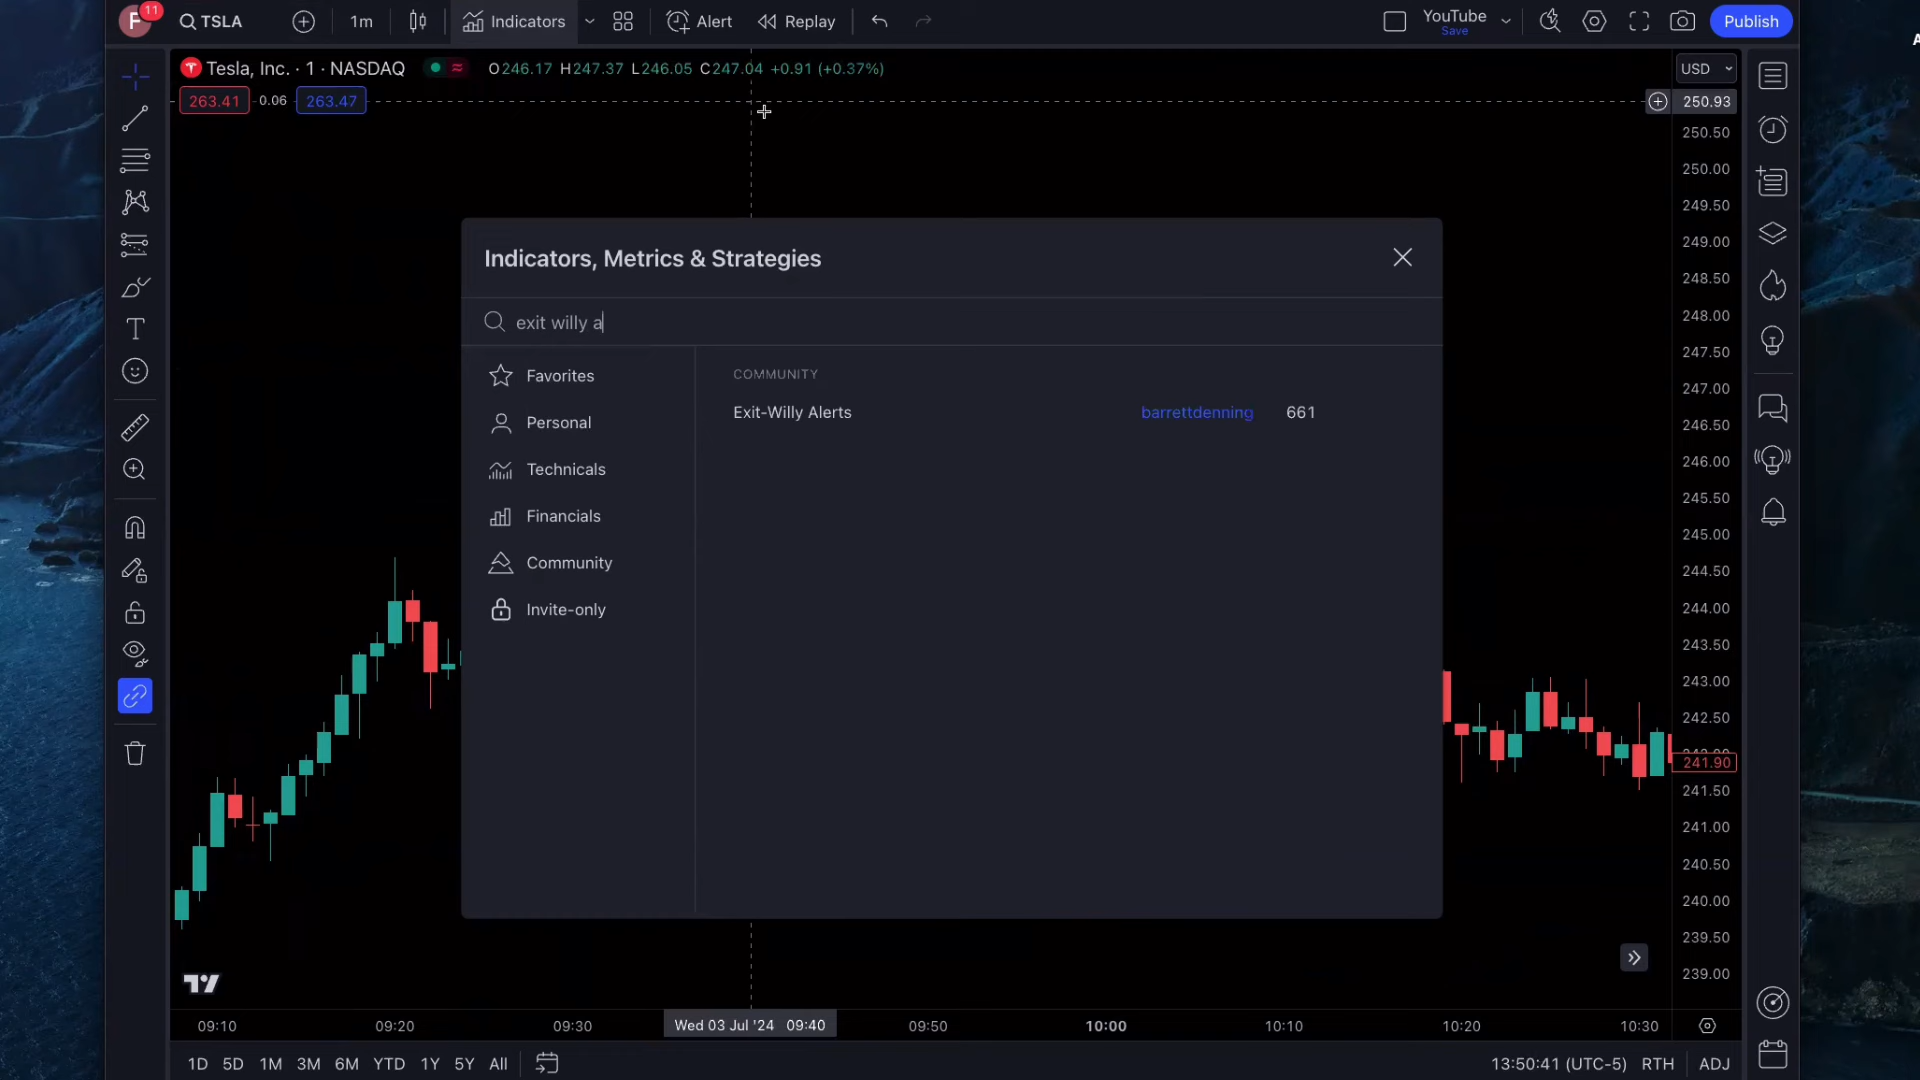 F
11
TSLA
1m
Indicators
Alert
Replay
YouTube
Save
Publish
A
Tesla, Inc. · 1 · NASDAQ
O246.17 H247.37 L246.05 C247.04 +0.91 (+0.37%)
USD
263.41
0.06
263.47
250.93
250.50
250.00
249.50
249.00
248.50
248.00
247.50
247.00
246.50
246.00
245.50
245.00
244.50
244.00
243.50
243.00
242.50
241.90
241.50
241.00
240.50
240.00
239.50
239.00
Indicators, Metrics & Strategies
exit willy a
Favorites
Personal
Technicals
Financials
Community
Invite-only
COMMUNITY
Exit-Willy Alerts
barrettdenning
661
09:10
09:20
09:30
Wed 03 Jul '24 09:40
09:50
10:00
10:10
10:20
10:30
1D 5D 1M 3M 6M YTD 1Y 5Y All
13:50:41 (UTC-5)
RTH
ADJ